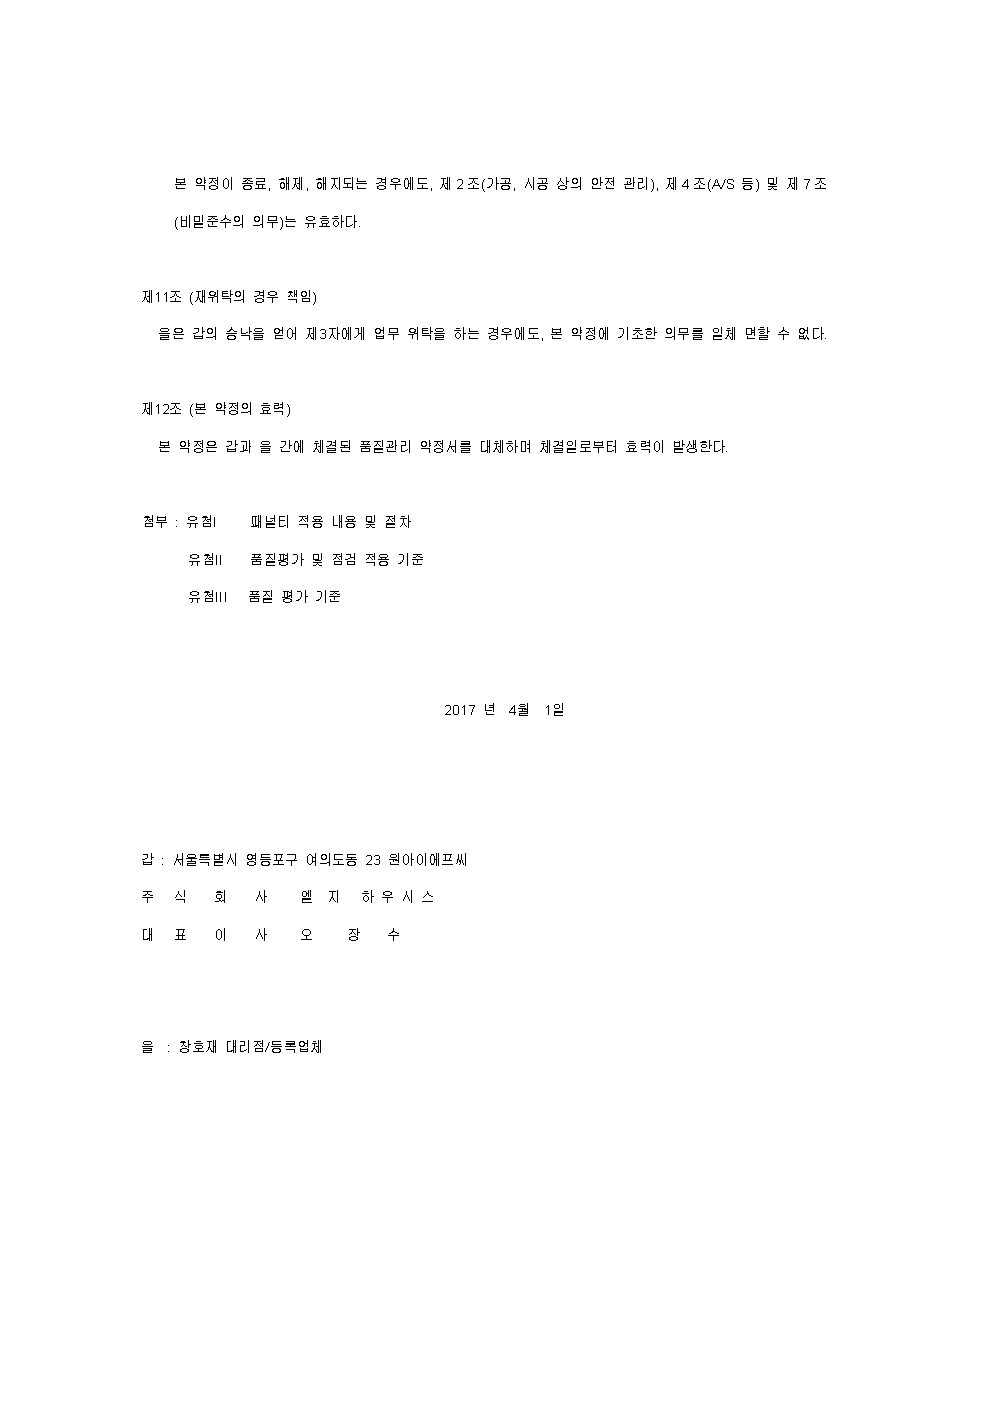 본 약정이 종료, 해제, 해지되는 경우에도, 제 2 조(가공, 시공 상의 안전 관리), 제 4 조(A/S 등) 및 제 7 조
(비밀준수의 의무)는 유효하다.
제11조 (재위탁의 경우 책임)
을은 갑의 승낙을 얻어 제3자에게 업무 위탁을 하는 경우에도, 본 약정에 기초한 의무를 일체 면할 수 없다.
제12조 (본 약정의 효력)
본 약정은 갑과 을 간에 체결된 품질관리 약정서를 대체하며 체결일로부터 효력이 발생한다.
첨부 : 유첨I 패널티 적용 내용 및 절차
유첨II 품질평가 및 점검 적용 기준
유첨III 품질 평가 기준
2017 년 4월 1일
갑 : 서울특별시 영등포구 여의도동 23 원아이에프씨
주 식 회 사 엘 지 하 우 시 스
대 표 이 사 오 장 수
을 : 창호재 대리점/등록업체